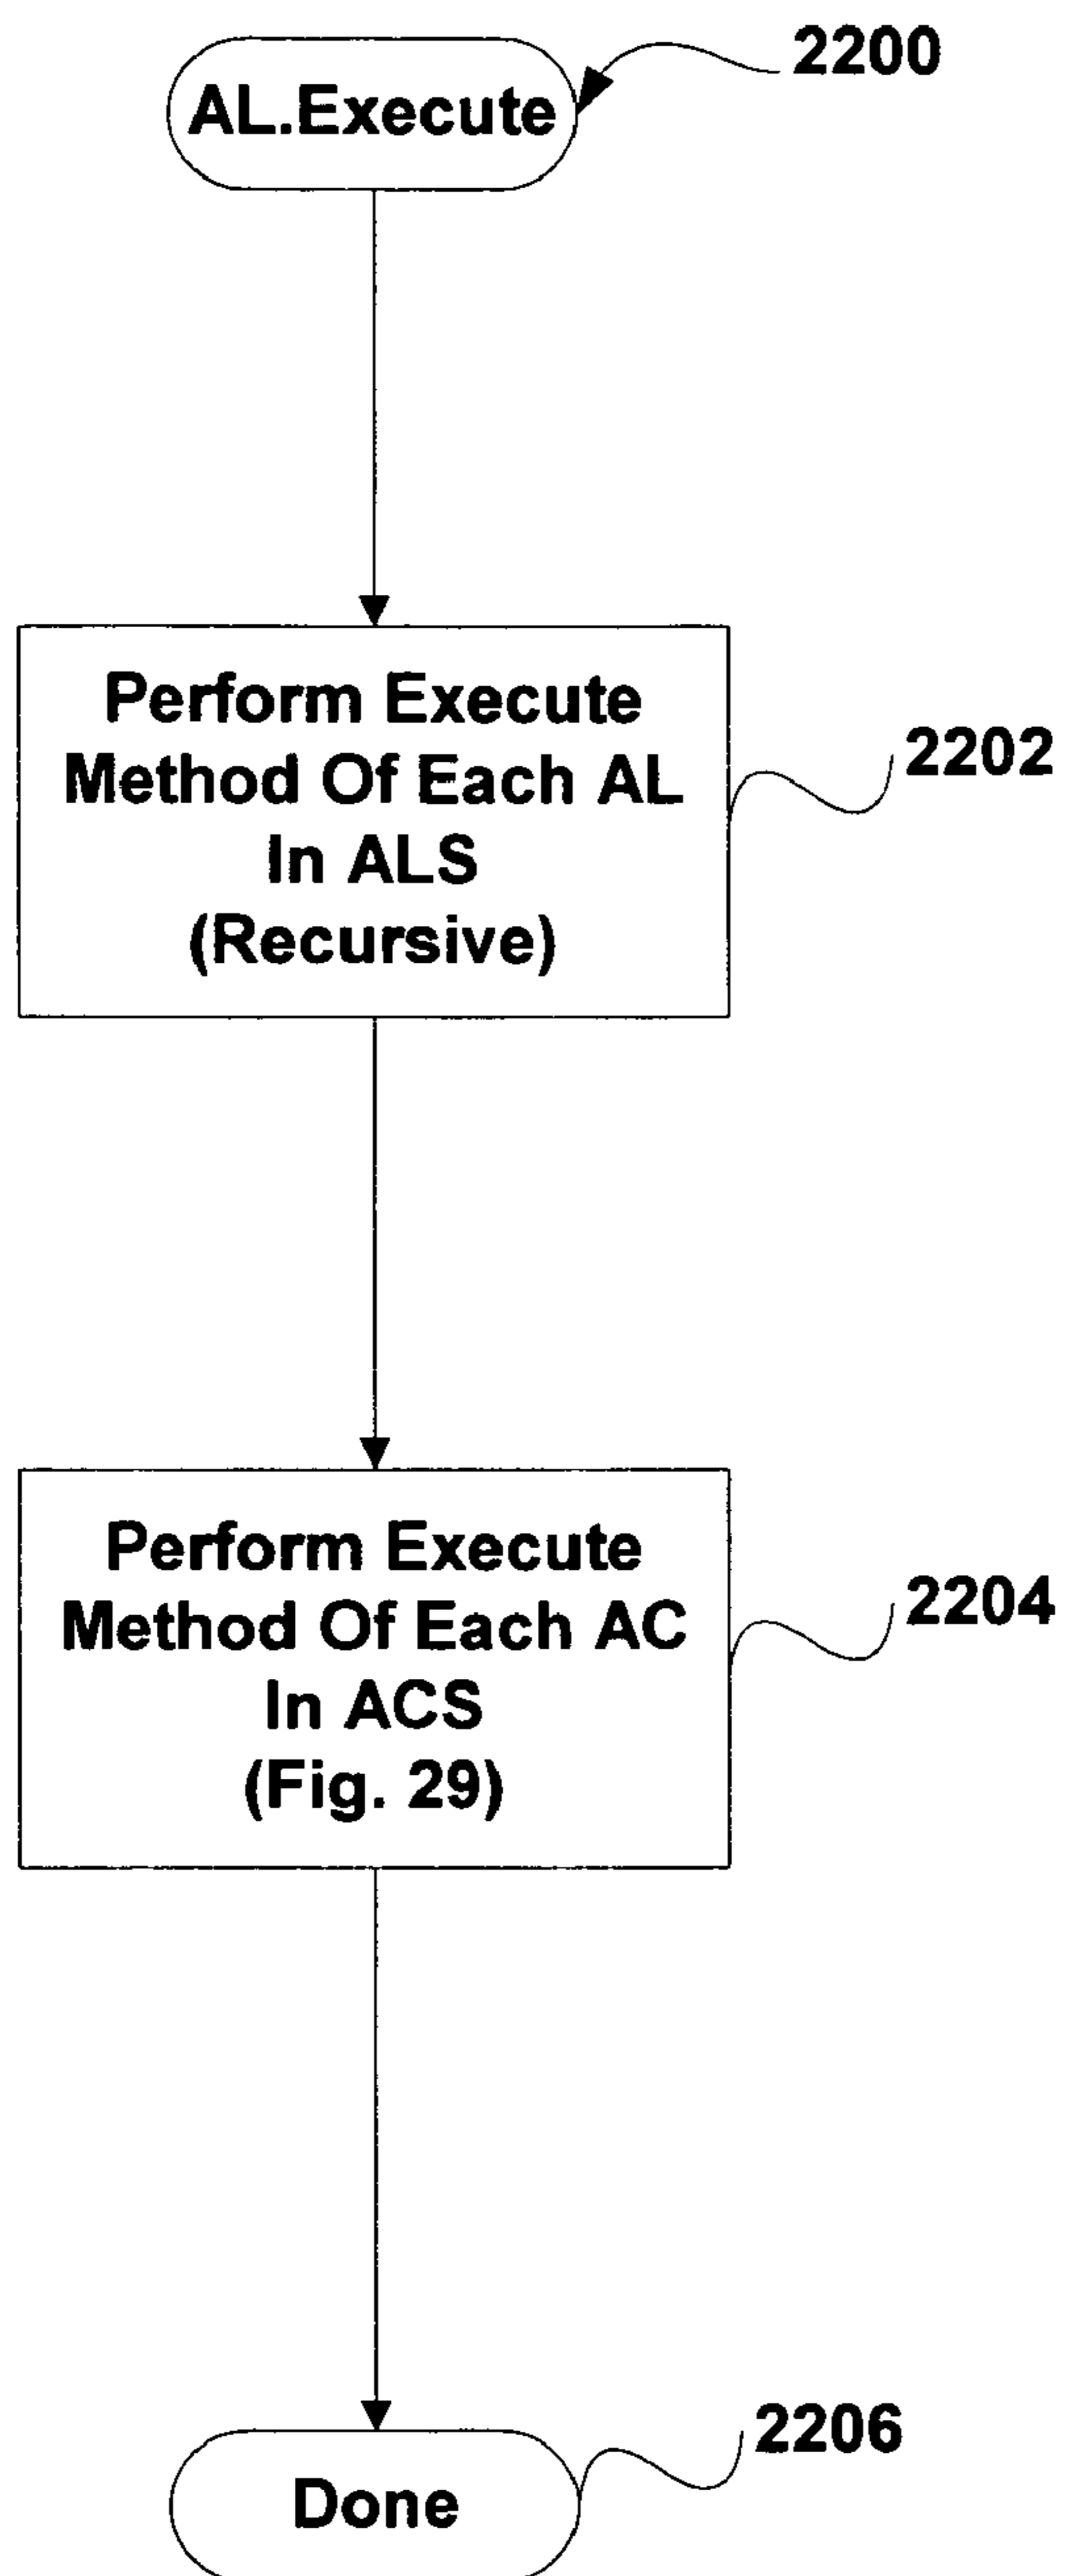 2200
AL.Execute
Perform Execute
Method Of Each AL
In ALS
(Recursive)
2202
Perform Execute
Method Of Each AC
In ACS
(Fig. 29)
2204
2206
Done